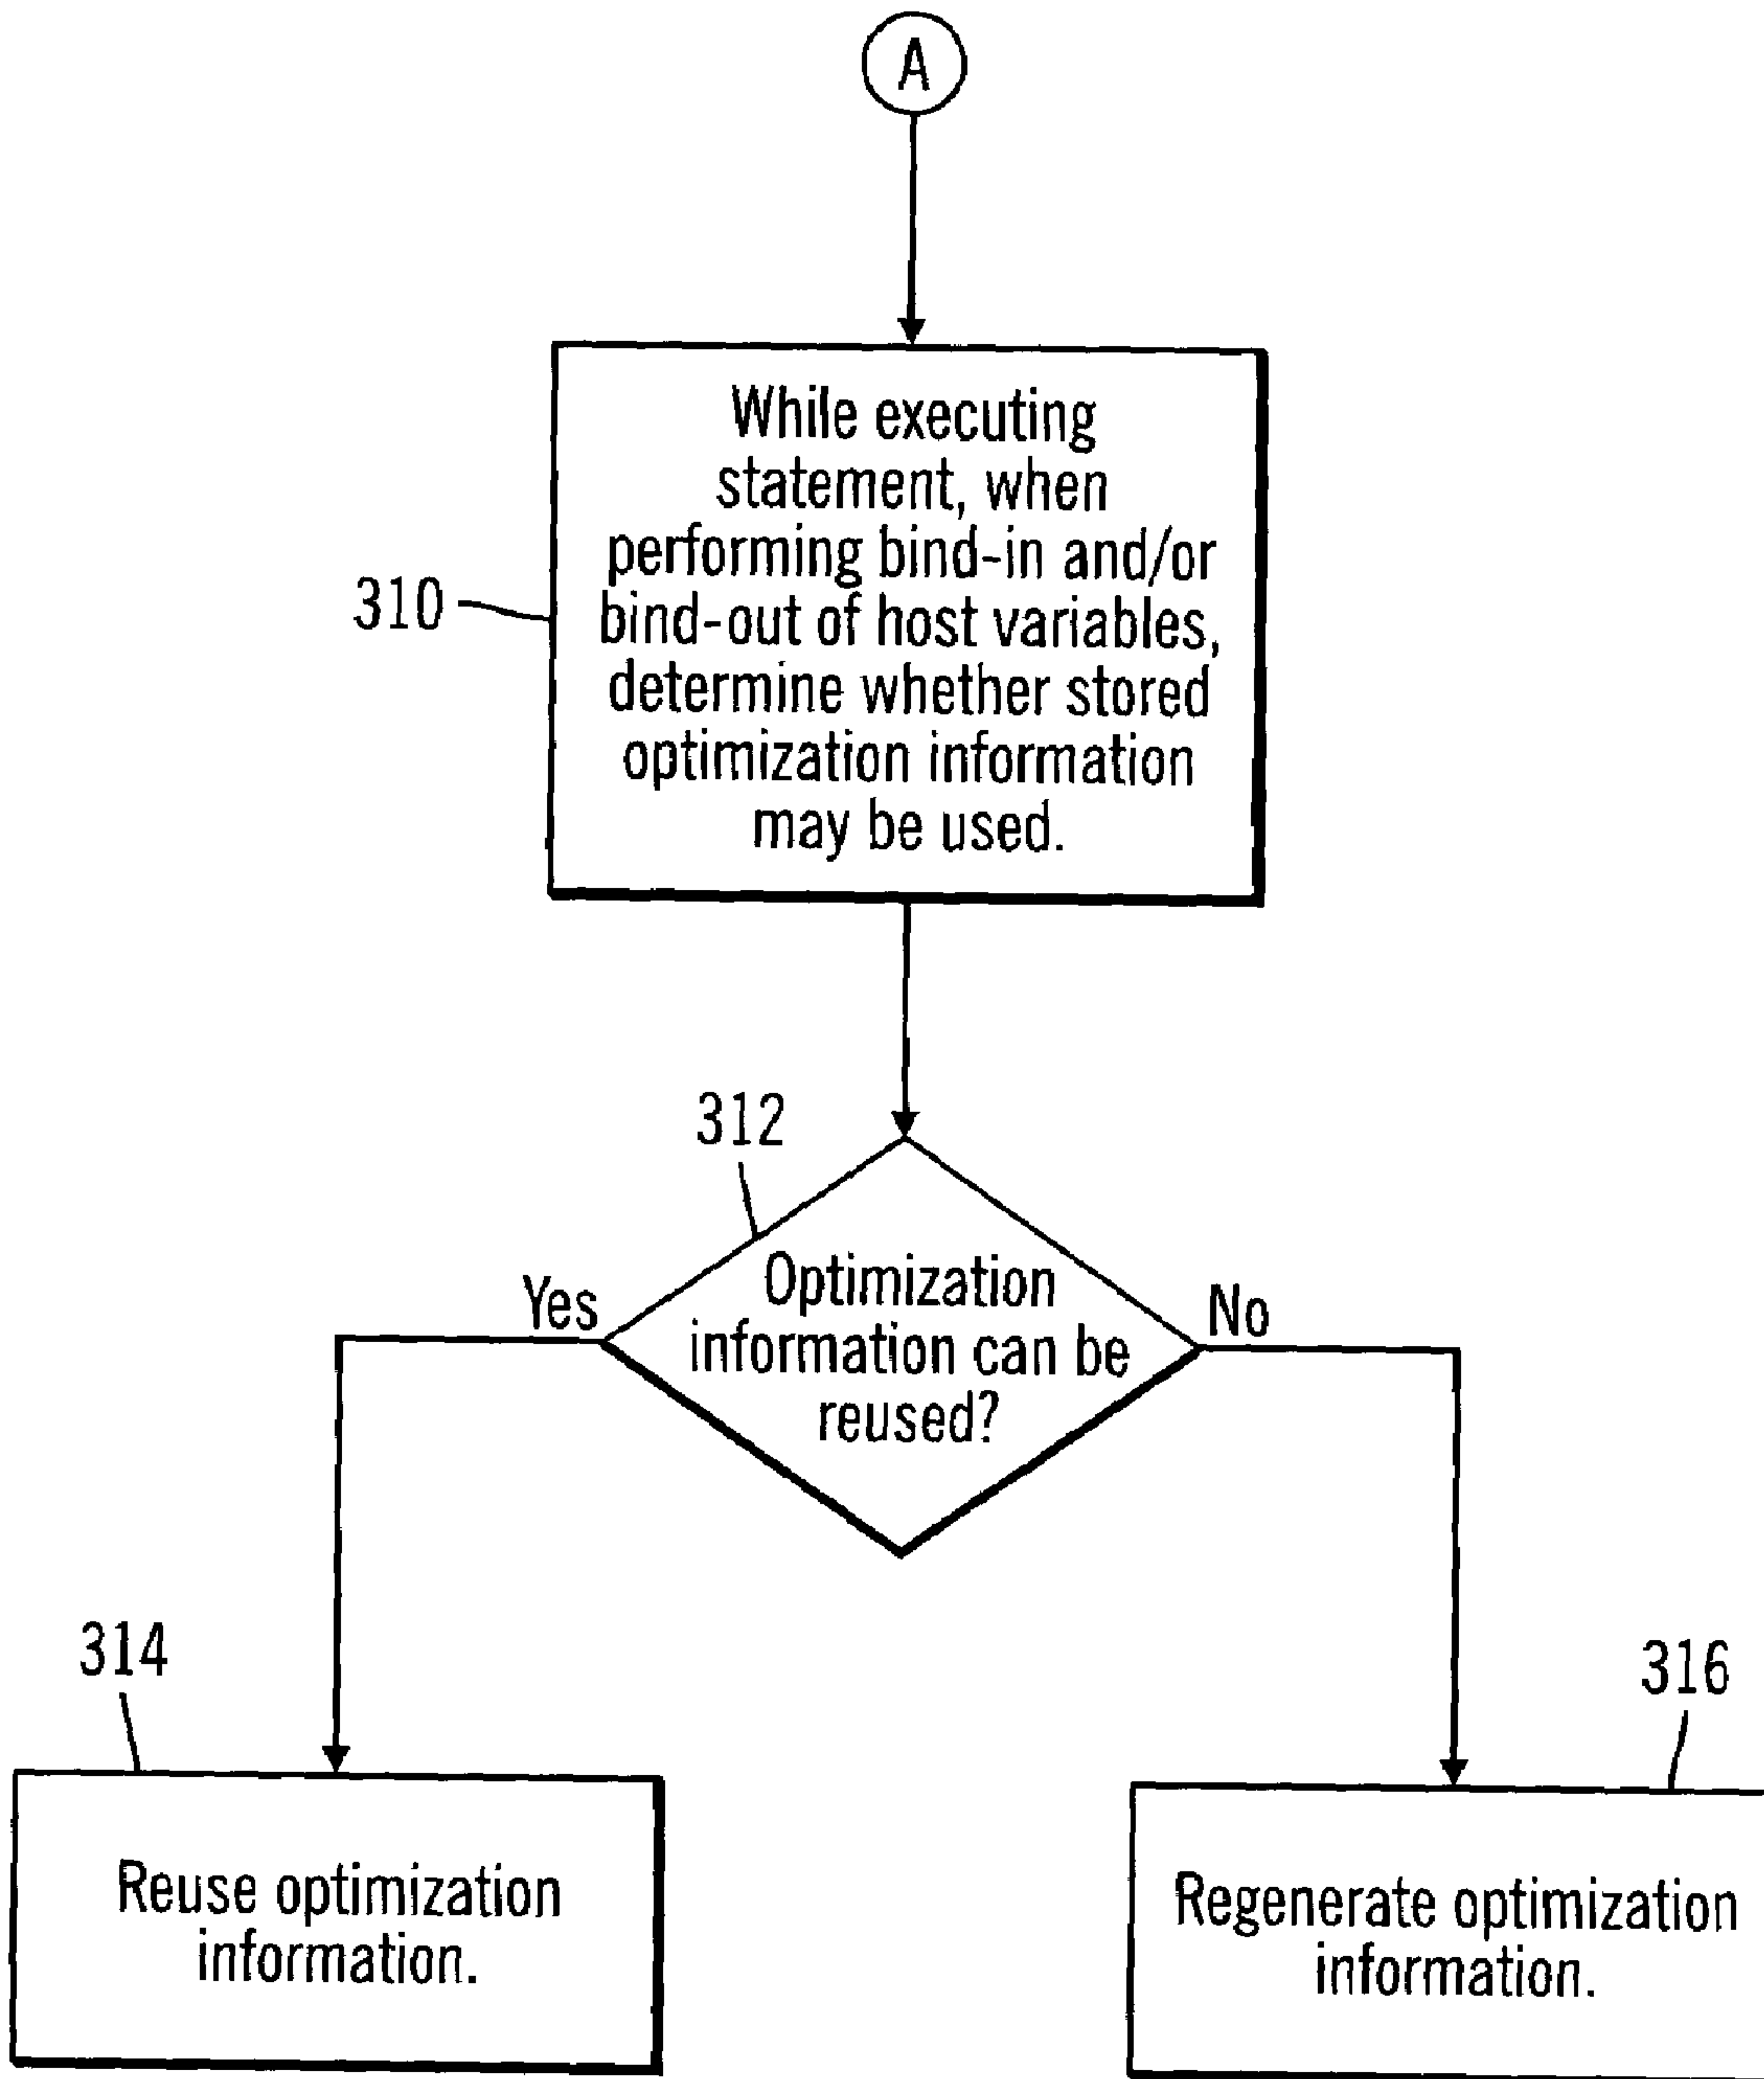 A
While executing
statement, when
performing bind-in and/or
bind-out of host variables,
determine whether stored
optimization information
may be used.
310
312
Optimization
information can be
reused?
Yes
No
314
Reuse optimization
information.
316
Regenerate optimization
information.